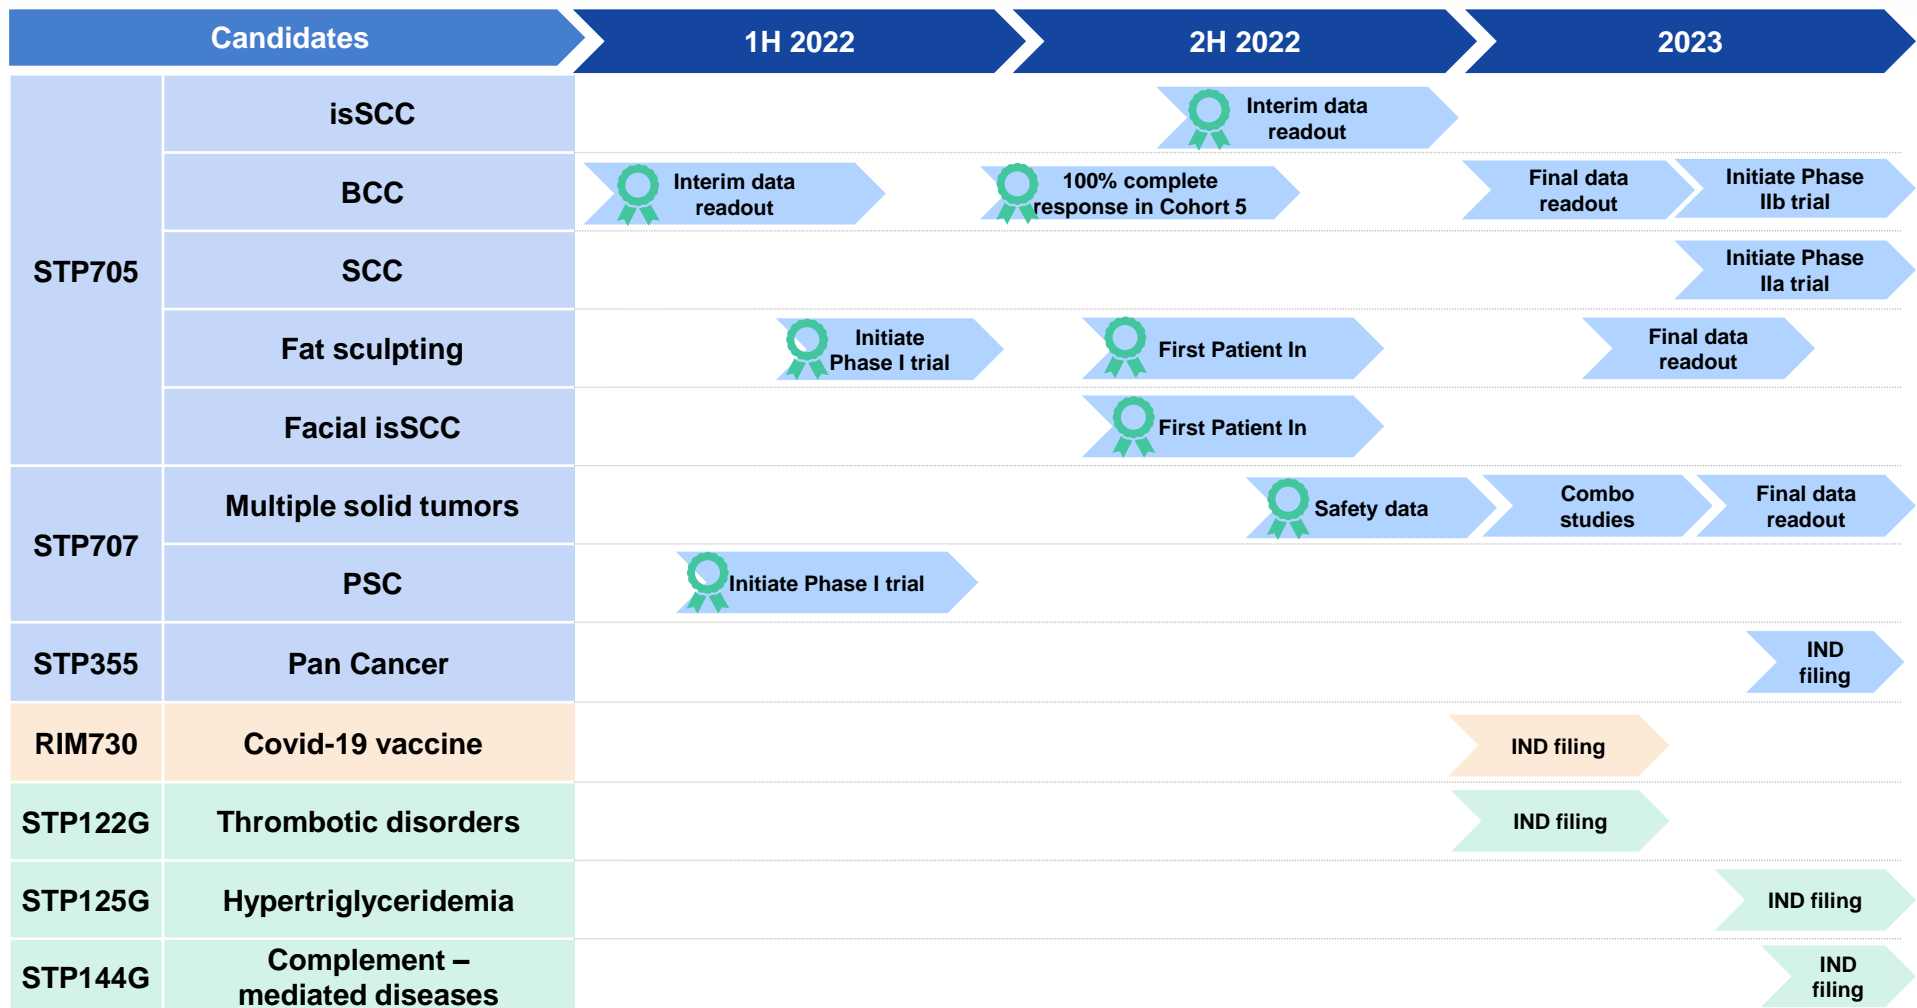 Candidates
1H 2022
2H 2022
2023
STP705
isSCC
Interim data
readout
BCC
Interim data
readout
100% complete
response in Cohort 5
Final data
readout
Initiate Phase
IIb trial
SCC
Initiate Phase
IIa trial
Fat sculpting
Initiate
Phase I trial
First Patient In
Final data
readout
Facial isSCC
First Patient In
STP707
Multiple solid tumors
Safety data
Combo
studies
Final data
readout
PSC
Initiate Phase I trial
STP355
Pan Cancer
IND
filing
RIM730
Covid-19 vaccine
IND filing
STP122G
Thrombotic disorders
IND filing
STP125G
Hypertriglyceridemia
IND filing
STP144G
Complement –
mediated diseases
IND
filing